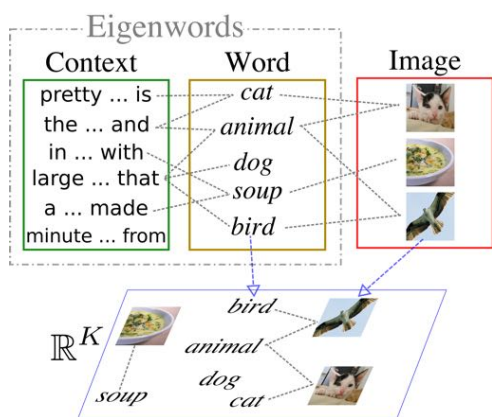 Eigenwords
Context Word Image
pretty ... is cat
the ... and animal
in ... with dog
large ... that soup
a ... made bird
minute ... from
bird
ℝᴷ animal
dog
soup cat